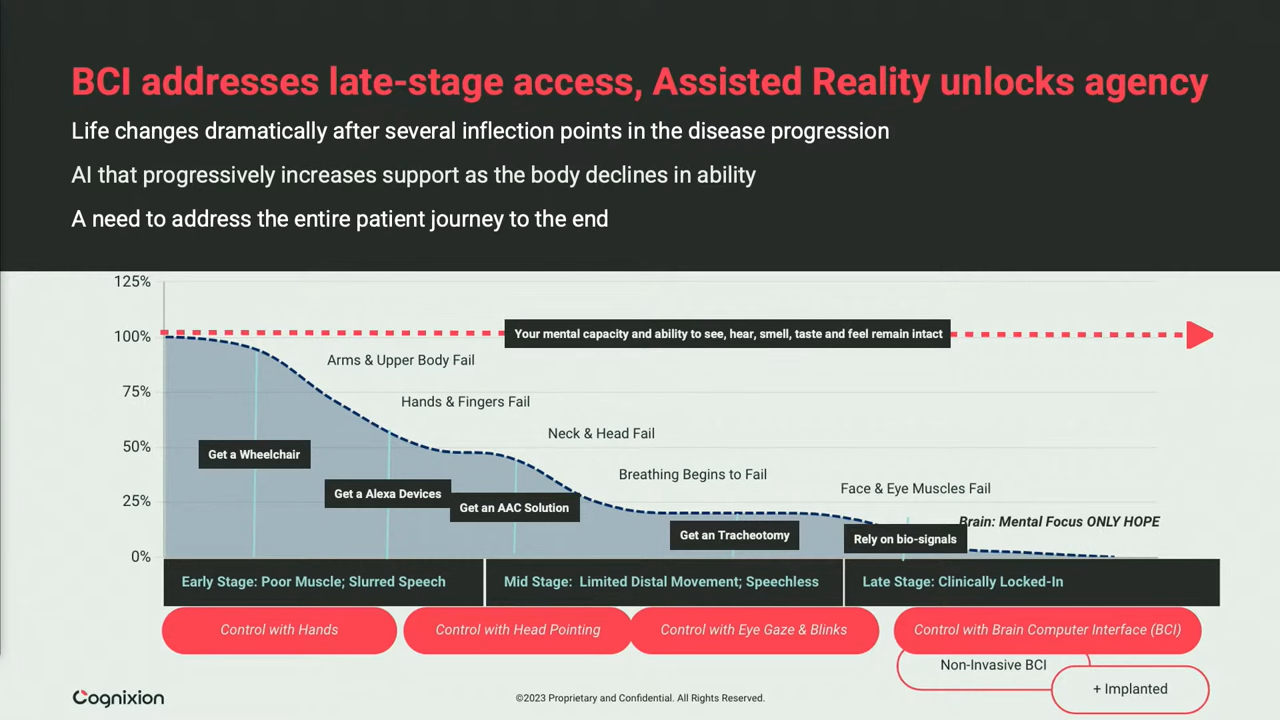 BCI addresses late-stage access, Assisted Reality unlocks agency
Life changes dramatically after several inflection points in the disease progression
AI that progressively increases support as the body declines in ability
A need to address the entire patient journey to the end
125%
100%
75%
50%
25%
0%
Your mental capacity and ability to see, hear, smell, taste and feel remain intact
Arms & Upper Body Fail
Hands & Fingers Fail
Neck & Head Fail
Breathing Begins to Fail
Face & Eye Muscles Fail
Brain: Mental Focus ONLY HOPE
Get a Wheelchair
Get a Alexa Devices
Get an AAC Solution
Get an Tracheotomy
Rely on bio-signals
Early Stage: Poor Muscle; Slurred Speech
Mid Stage: Limited Distal Movement; Speechless
Late Stage: Clinically Locked-In
Control with Hands
Control with Head Pointing
Control with Eye Gaze & Blinks
Control with Brain Computer Interface (BCI)
Non-Invasive BCI
+ Implanted
Cognixion
©2023 Proprietary and Confidential. All Rights Reserved.